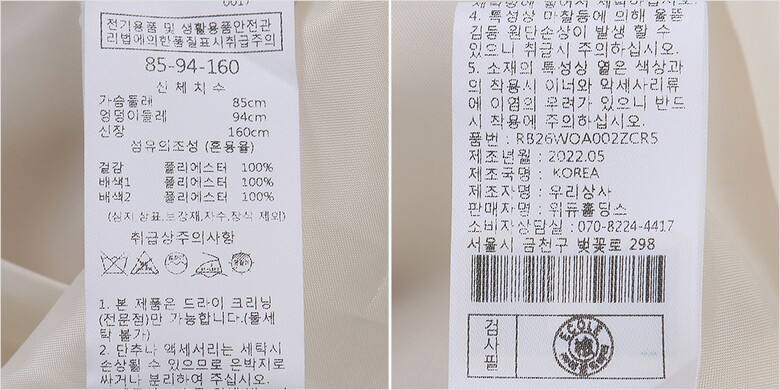 0017
전기용품 및 생활용품안전관
리법에의한품질표시취급주의
85-94-160
신 체 치 수
가슴둘레 85cm
엉덩이둘레 94cm
신장 160cm
섬유의조성 (혼용율)
겉감 폴리에스터 100%
배색1 폴리에스터 100%
배색2 폴리에스터 100%
(심지,상표,보강재,자수,장식 제외)
취급상주의사항
1. 본 제품은 드라이 크리닝
(전문점)만 가능합니다.(물세
탁 불가)
2. 단추나 액세서리는 세탁시
손상될 수 있으므로 은박지로
싸거나 분리하여 주십시오.
4. 특성상 마찰등에 의해 올뜯
김등 원단손상이 발생 할 수
있으니 취급시 주의하십시오.
5. 소재의 특성상 옅은 색상과
의 착용시 이너와 악세사리류
에 이염의 우려가 있으니 반드
시 착용에 주의하십시오.
품번 : RB26WOA002ZCR5
제조년월 : 2022.05
제조국명 : KOREA
제조자명 : 우리상사
판매자명 : 위듀홀딩스
소비자상담실 : 070-8224-4417
서울시 금천구 벚꽃로 298
검사필
ECOLE